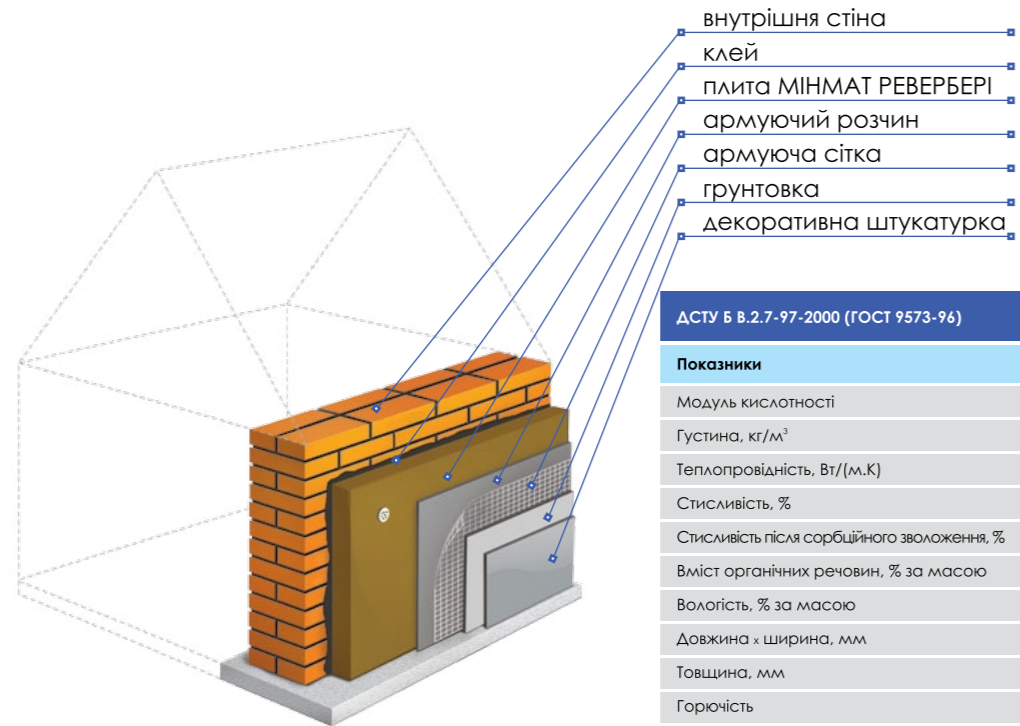 внутрішня стіна
клей
плита МІНМАТ РЕВЕРБЕРІ
армуючий розчин
армуюча сітка
грунтовка
декоративна штукатурка
ДСТУ Б В.2.7-97-2000 (ГОСТ 9573-96)
Показники
Модуль кислотності
Густина, кг/м³
Теплопровідність, Вт/(м.К)
Стисливість, %
Стисливість після сорбційного зволоження, %
Вміст органічних речовин, % за масою
Вологість, % за масою
Довжина х ширина, мм
Товщина, мм
Горючість